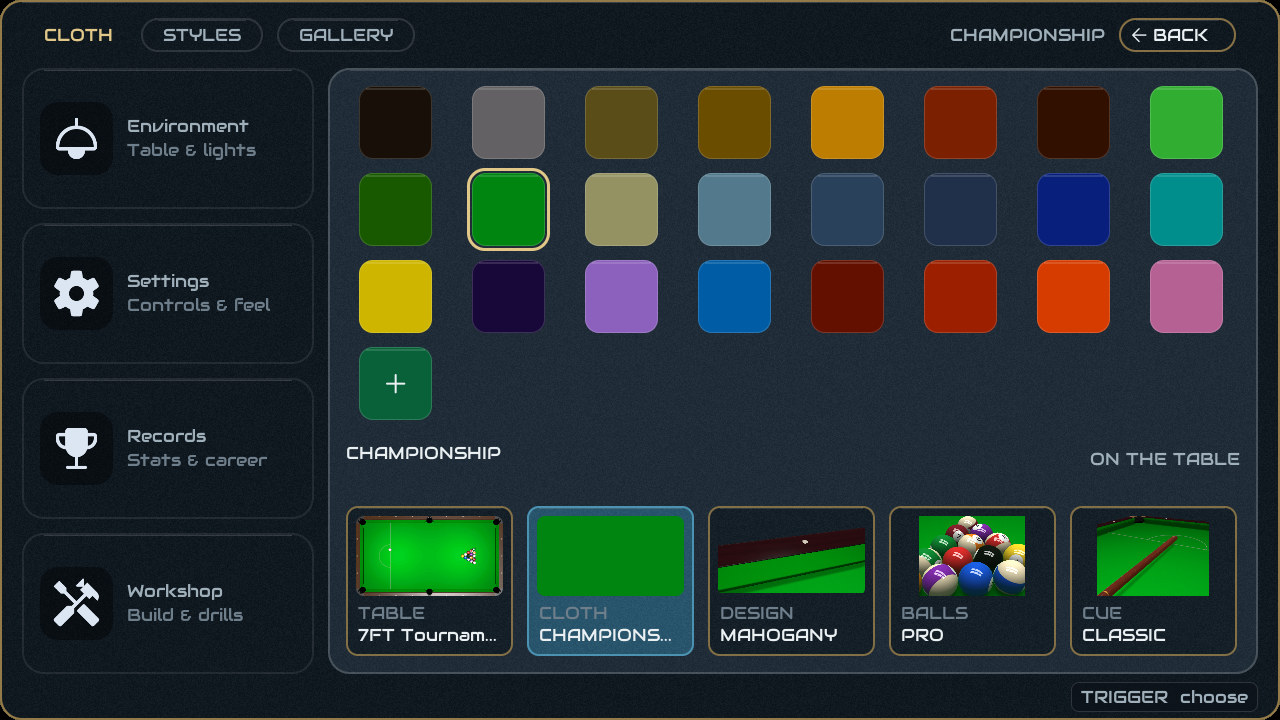 CLOTH
STYLES
GALLERY
CHAMPIONSHIP
← BACK
Environment
Table & lights
Settings
Controls & feel
Records
Stats & career
Workshop
Build & drills
+
CHAMPIONSHIP
ON THE TABLE
TABLE
7FT Tournam...
CLOTH
CHAMPIONS...
DESIGN
MAHOGANY
BALLS
PRO
CUE
CLASSIC
TRIGGER choose